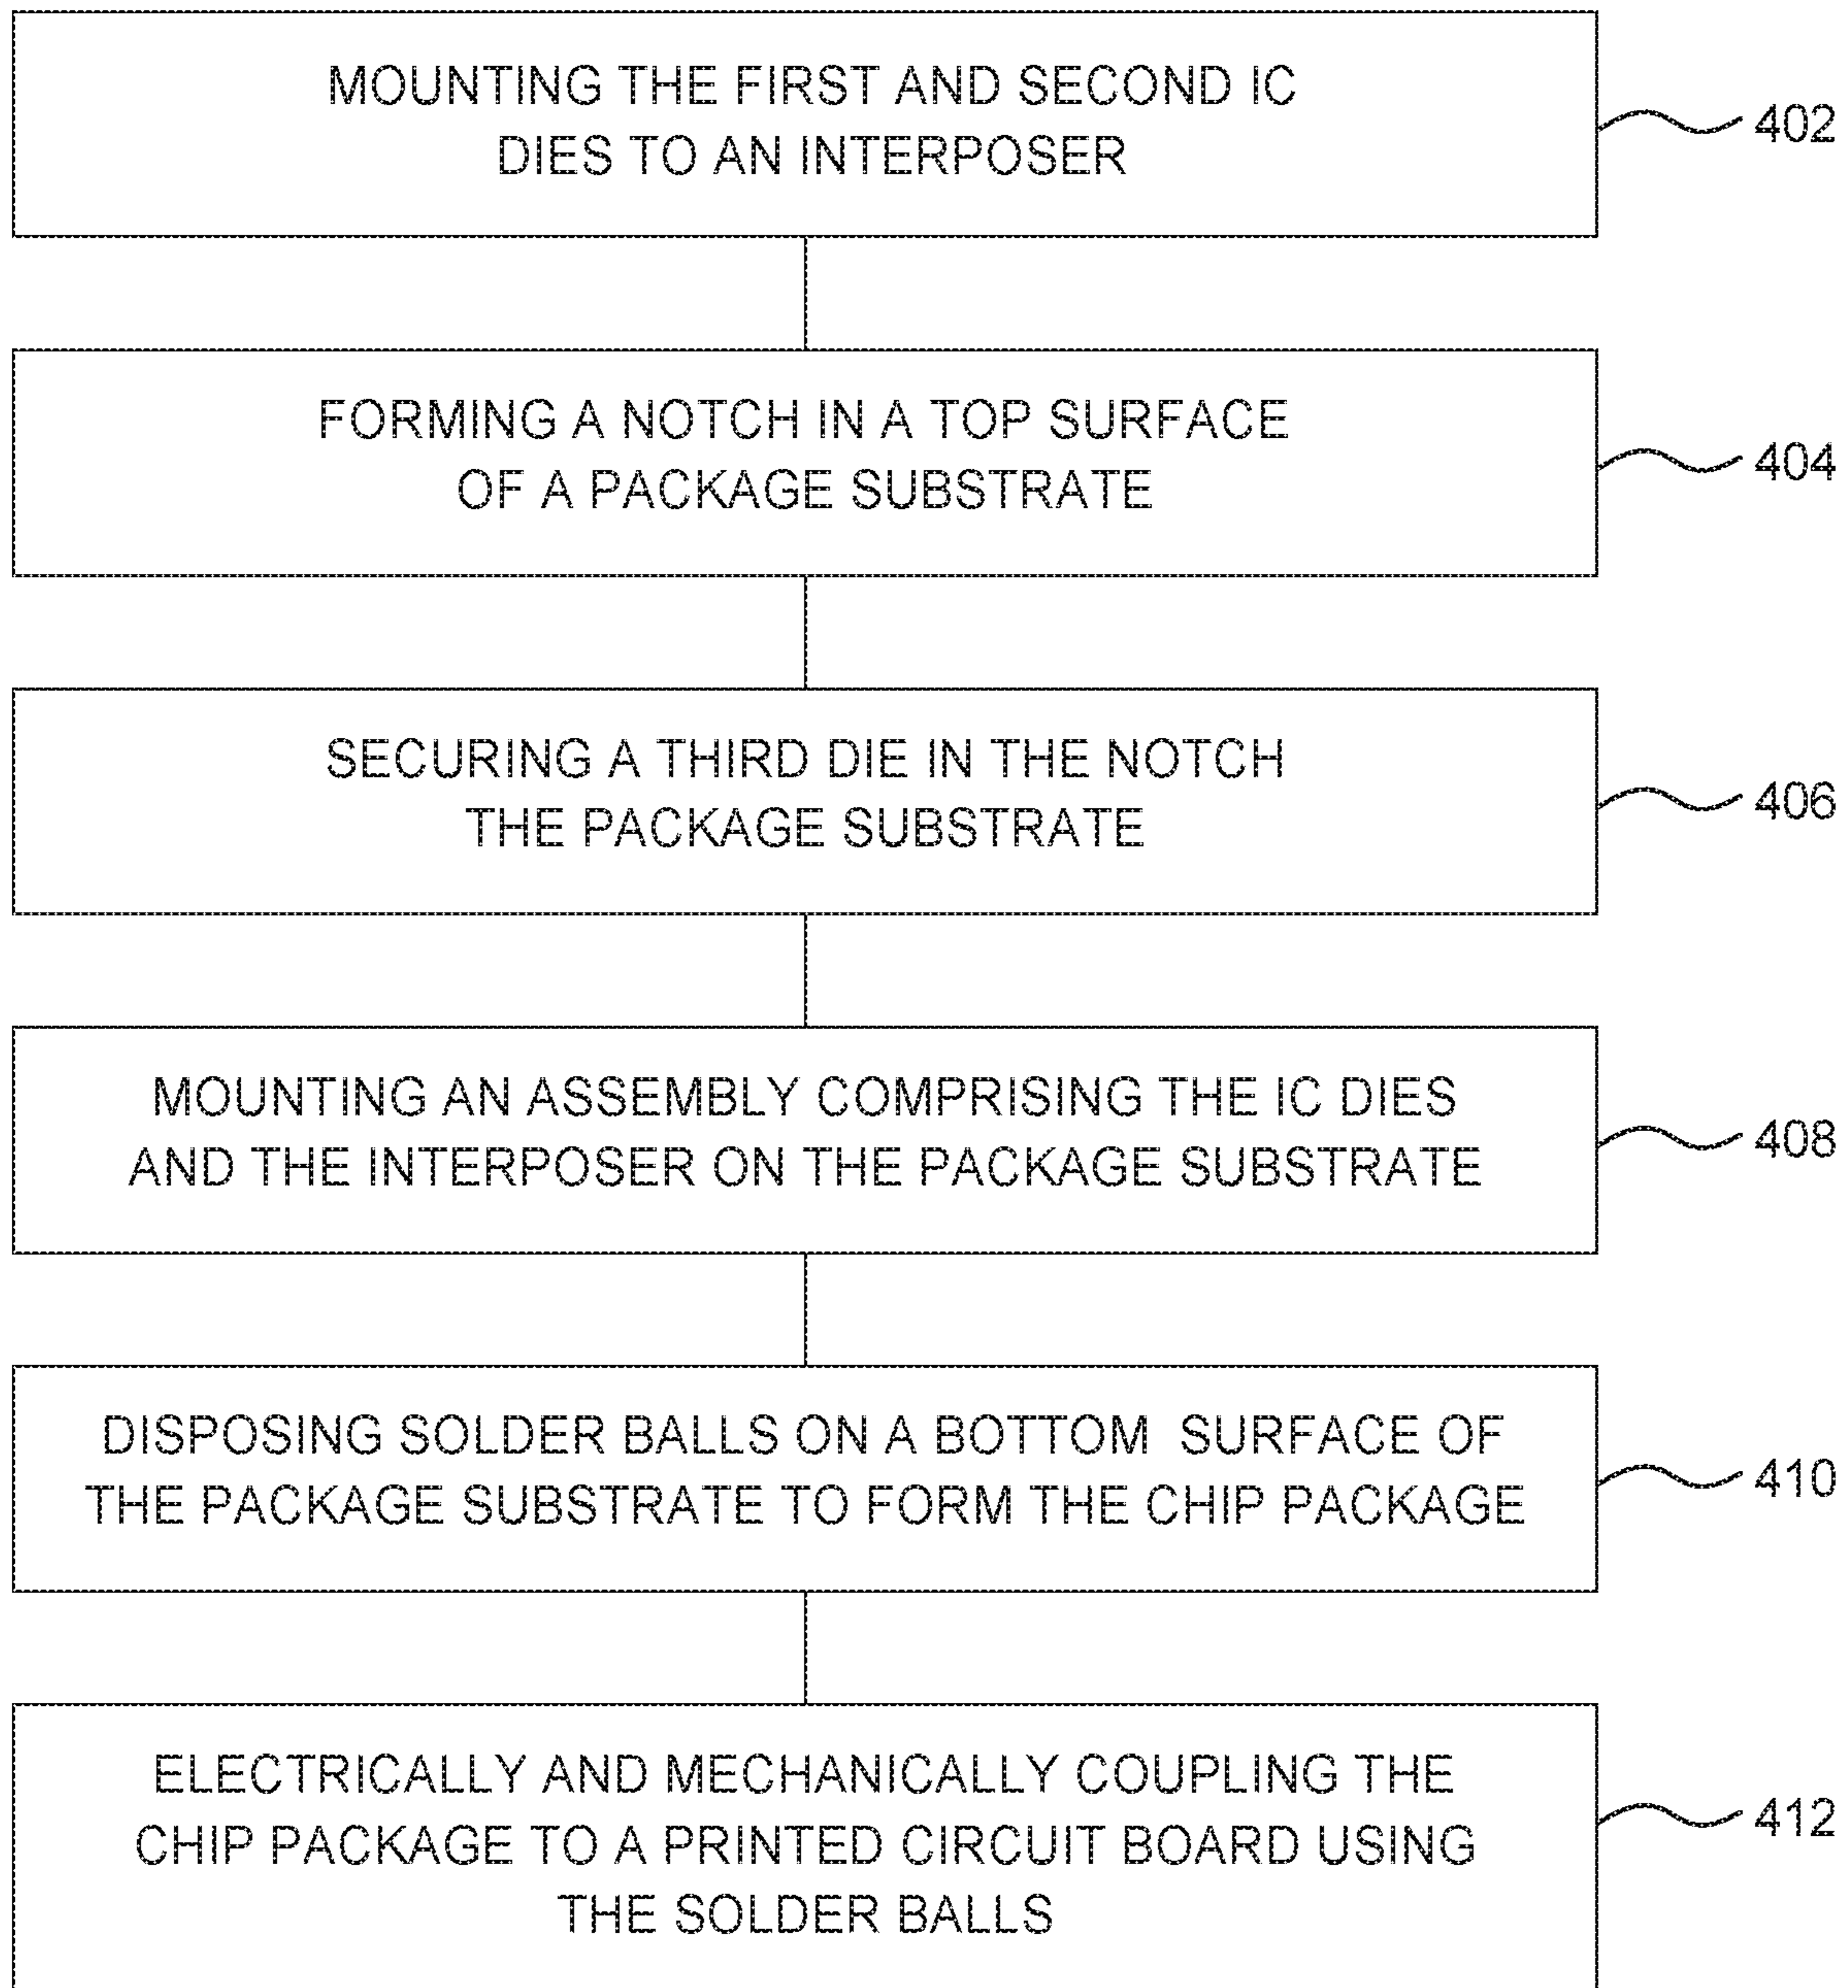 MOUNTING THE FIRST AND SECOND IC
DIES TO AN INTERPOSER
402
FORMING A NOTCH IN A TOP SURFACE
OF A PACKAGE SUBSTRATE
404
SECURING A THIRD DIE IN THE NOTCH
THE PACKAGE SUBSTRATE
406
MOUNTING AN ASSEMBLY COMPRISING THE IC DIES
AND THE INTERPOSER ON THE PACKAGE SUBSTRATE
408
DISPOSING SOLDER BALLS ON A BOTTOM SURFACE OF
THE PACKAGE SUBSTRATE TO FORM THE CHIP PACKAGE
410
ELECTRICALLY AND MECHANICALLY COUPLING THE
CHIP PACKAGE TO A PRINTED CIRCUIT BOARD USING
THE SOLDER BALLS
412